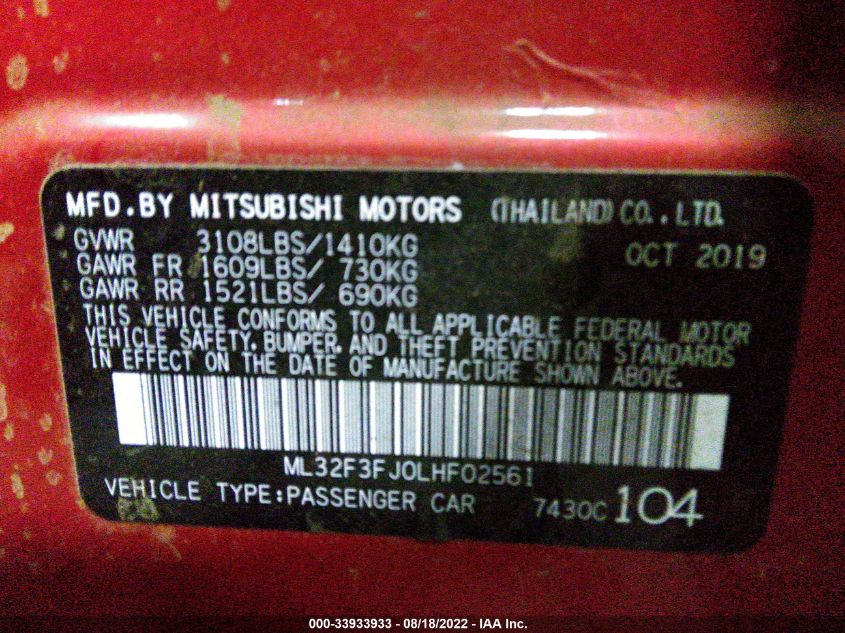 MFD.BY MITSUBISHI MOTORS (THAILAND) CO.,LTD.
GVWR 3108LBS/1410KG OCT 2019
GAWR FR 1609LBS/ 730KG
GAWR RR 1521LBS/ 690KG
THIS VEHICLE CONFORMS TO ALL APPLICABLE FEDERAL MOTOR
VEHICLE SAFETY, BUMPER, AND THEFT PREVENTION STANDARDS
IN EFFECT ON THE DATE OF MANUFACTURE SHOWN ABOVE.
ML32F3FJ0LHF02561
VEHICLE TYPE:PASSENGER CAR 7430C 104
000-33933933 - 08/18/2022 - IAA Inc.